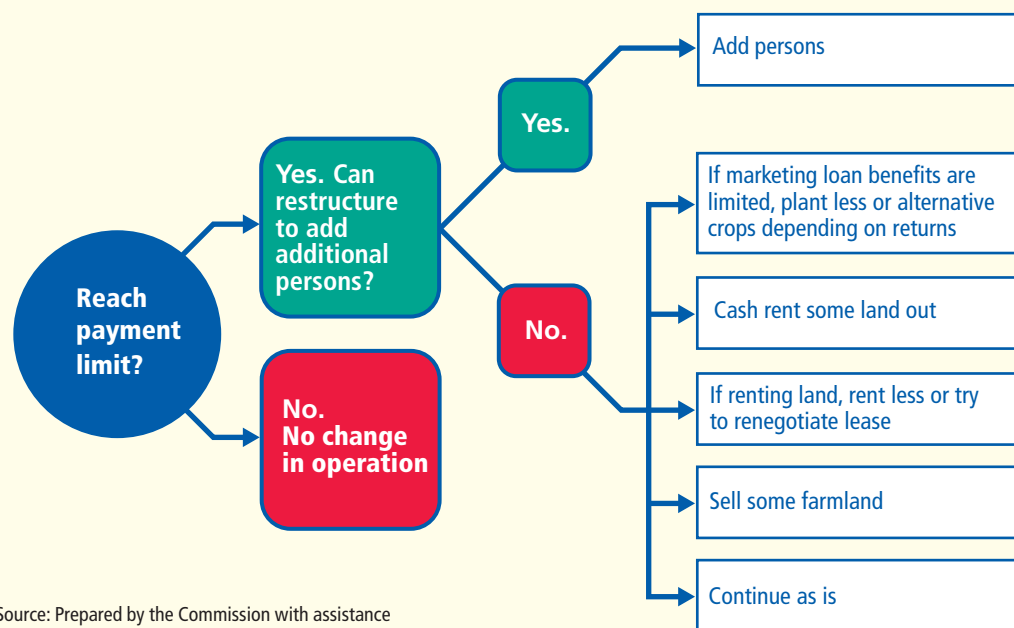 Reach
payment
limit?
Yes. Can
restructure
to add
additional
persons?
No.
No change
in operation
Yes.
No.
Add persons
If marketing loan benefits are
limited, plant less or alternative
crops depending on returns
Cash rent some land out
If renting land, rent less or try
to renegotiate lease
Sell some farmland
Continue as is
Source: Prepared by the Commission with assistance